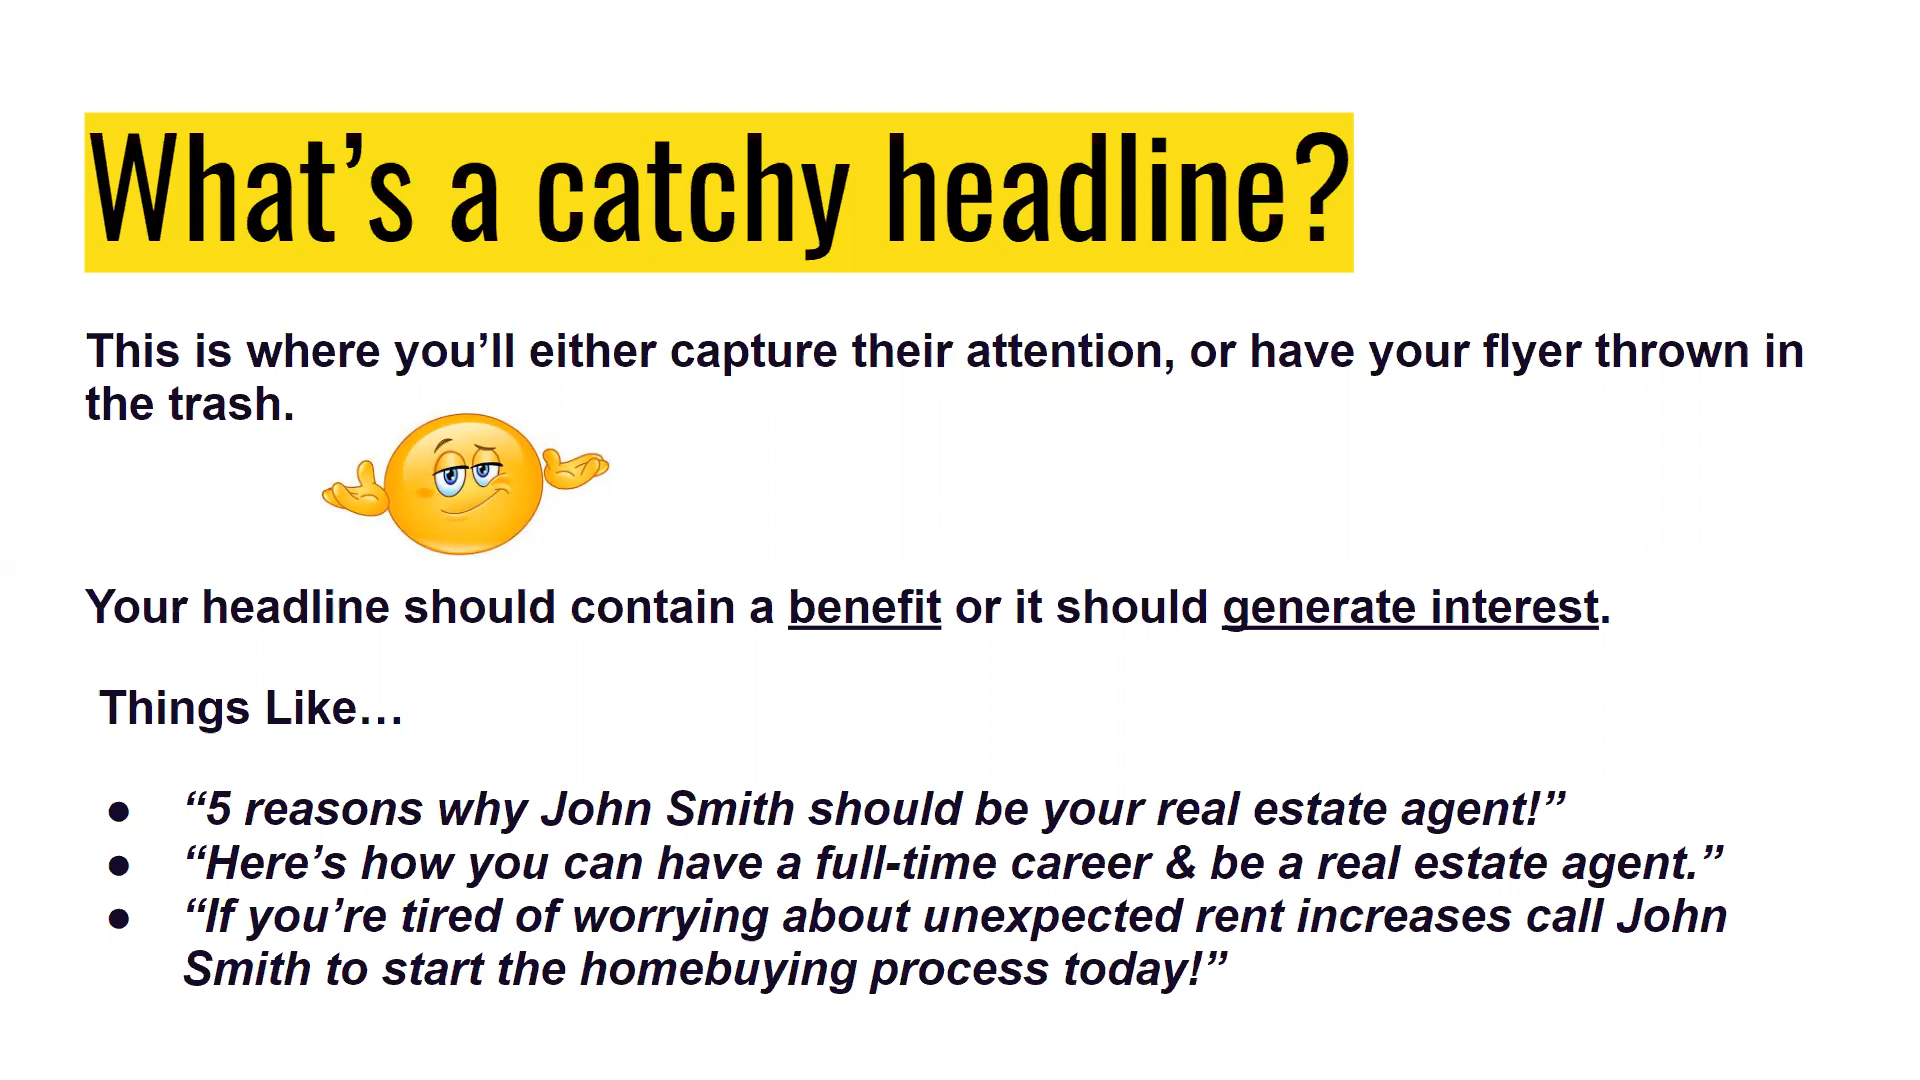 What’s a catchy headline?
This is where you’ll either capture their attention, or have your flyer thrown in
the trash.
Your headline should contain a benefit or it should generate interest.
Things Like…
● “5 reasons why John Smith should be your real estate agent!”
● “Here’s how you can have a full-time career & be a real estate agent.”
● “If you’re tired of worrying about unexpected rent increases call John
Smith to start the homebuying process today!”